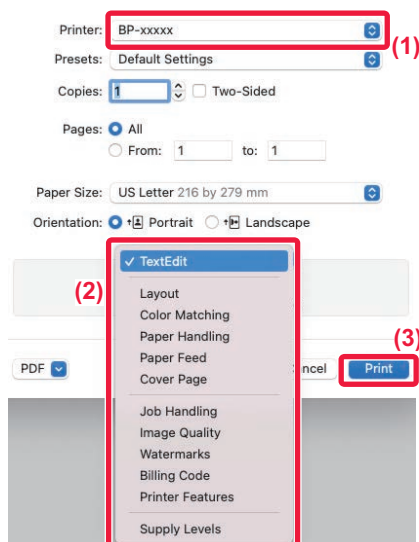 Printer: BP-xxxxx
(1)
Presets: Default Settings
Copies: 1 Two-Sided
Pages: All
From: 1 to: 1
Paper Size: US Letter 216 by 279 mm
Orientation: Portrait Landscape
(2)
✓ TextEdit
Layout
Color Matching
Paper Handling
Paper Feed
Cover Page
(3)
PDF ncel Print
Job Handling
Image Quality
Watermarks
Billing Code
Printer Features
Supply Levels